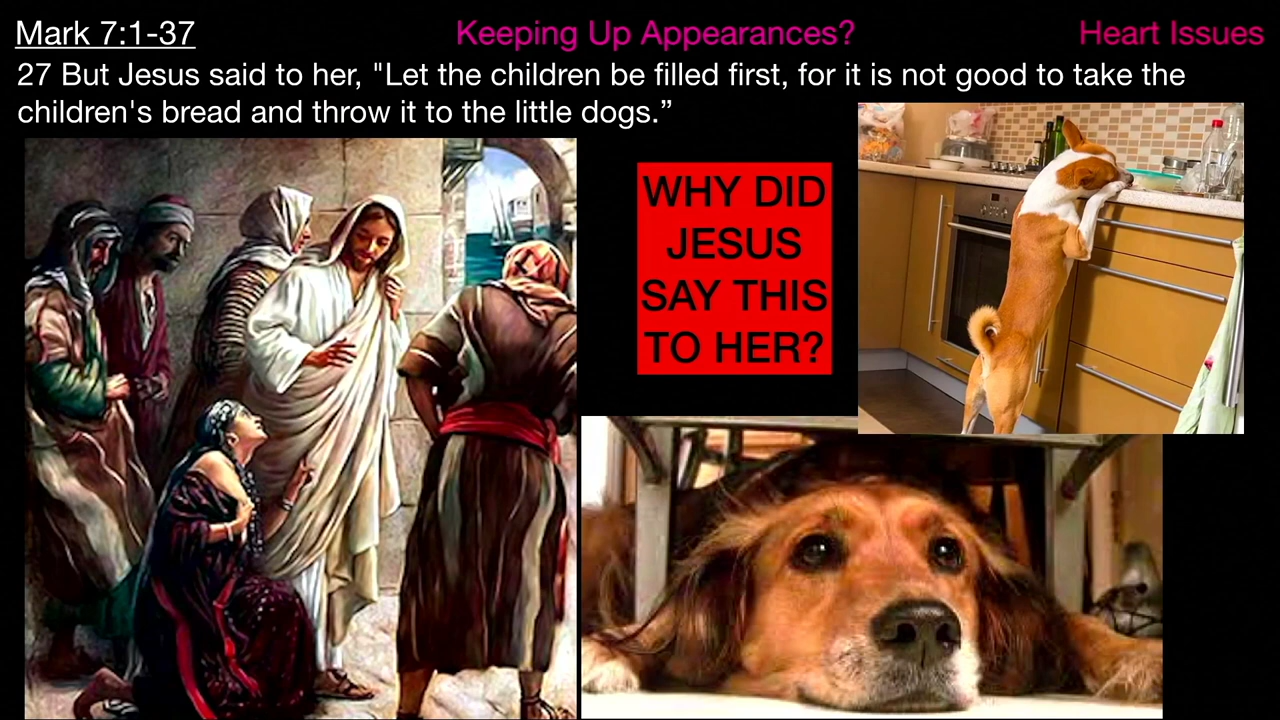 Mark 7:1-37 Keeping Up Appearances? Heart Issues
27 But Jesus said to her, "Let the children be filled first, for it is not good to take the
children's bread and throw it to the little dogs.”
WHY DID
JESUS
SAY THIS
TO HER?